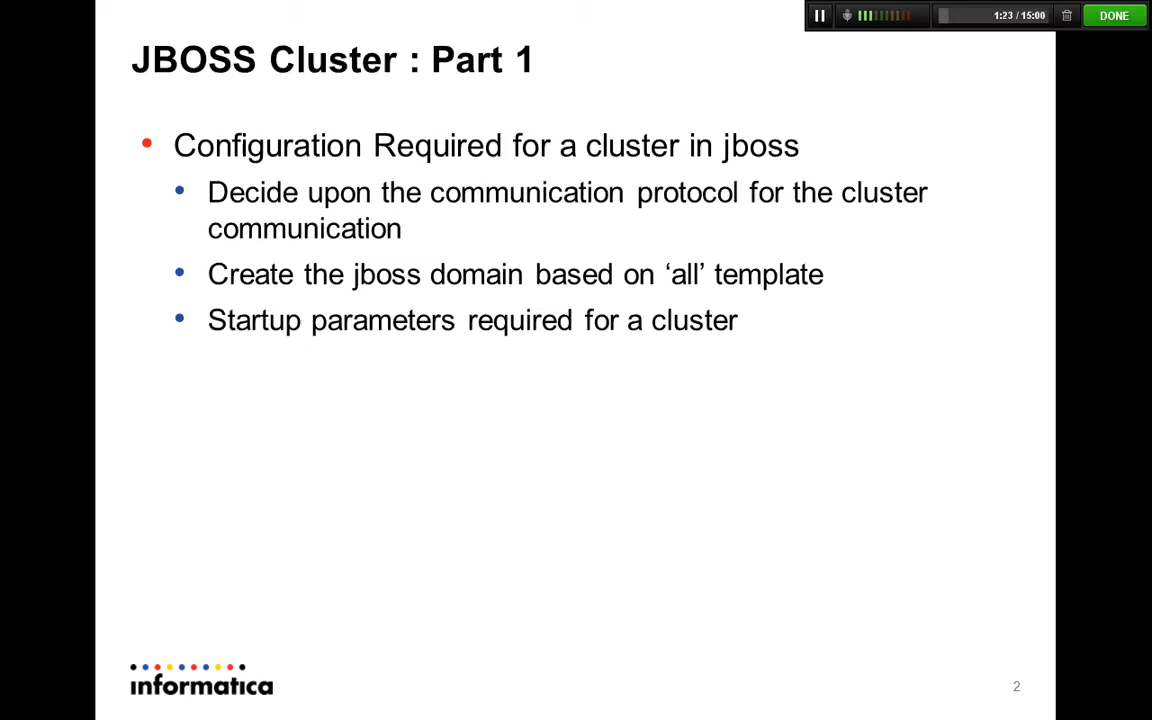 1:23 / 15:00
DONE
JBOSS Cluster : Part 1
• Configuration Required for a cluster in jboss
• Decide upon the communication protocol for the cluster
communication
• Create the jboss domain based on ‘all’ template
• Startup parameters required for a cluster
informatica
2